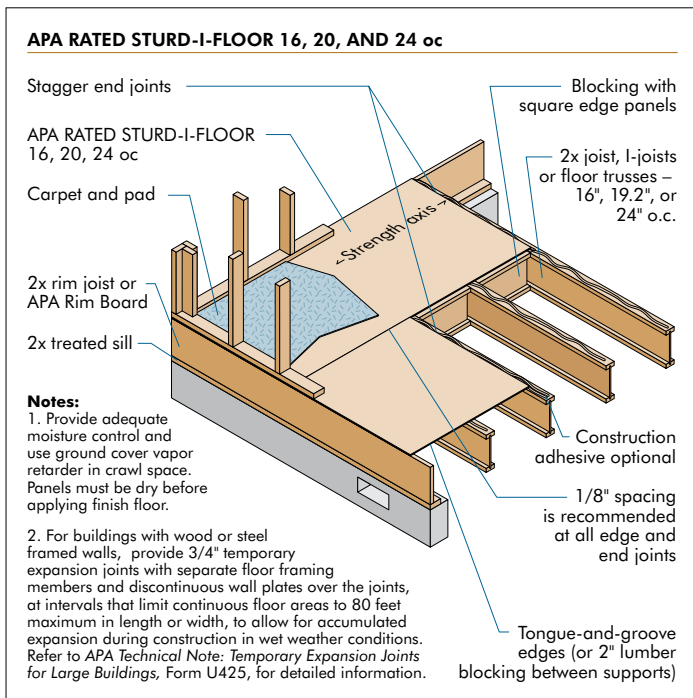 APA RATED STURD-I-FLOOR 16, 20, AND 24 oc
Stagger end joints
APA RATED STURD-I-FLOOR
16, 20, 24 oc
Carpet and pad
2x rim joist or
APA Rim Board
2x treated sill
<Strength axis>
Blocking with
square edge panels
2x joist, I-joists
or floor trusses –
16", 19.2", or
24" o.c.
Construction
adhesive optional
1/8" spacing
is recommended
at all edge and
end joints
Tongue-and-groove
edges (or 2" lumber
blocking between supports)
Notes:
1. Provide adequate
moisture control and
use ground cover vapor
retarder in crawl space.
Panels must be dry before
applying finish floor.
2. For buildings with wood or steel
framed walls, provide 3/4" temporary
expansion joints with separate floor framing
members and discontinuous wall plates over the joints,
at intervals that limit continuous floor areas to 80 feet
maximum in length or width, to allow for accumulated
expansion during construction in wet weather conditions.
Refer to APA Technical Note: Temporary Expansion Joints
for Large Buildings, Form U425, for detailed information.